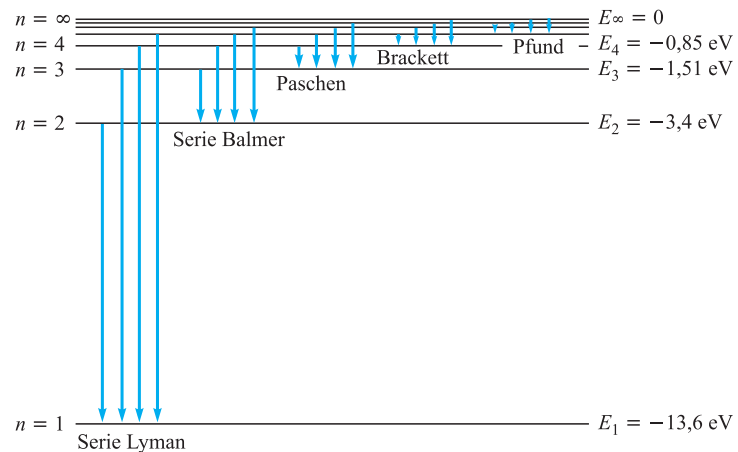 n = ∞ E∞ = 0
n = 4 Brackett Pfund E₄ = −0,85 eV
n = 3 Paschen E₃ = −1,51 eV
n = 2 Serie Balmer E₂ = −3,4 eV
n = 1 E₁ = −13,6 eV
Serie Lyman